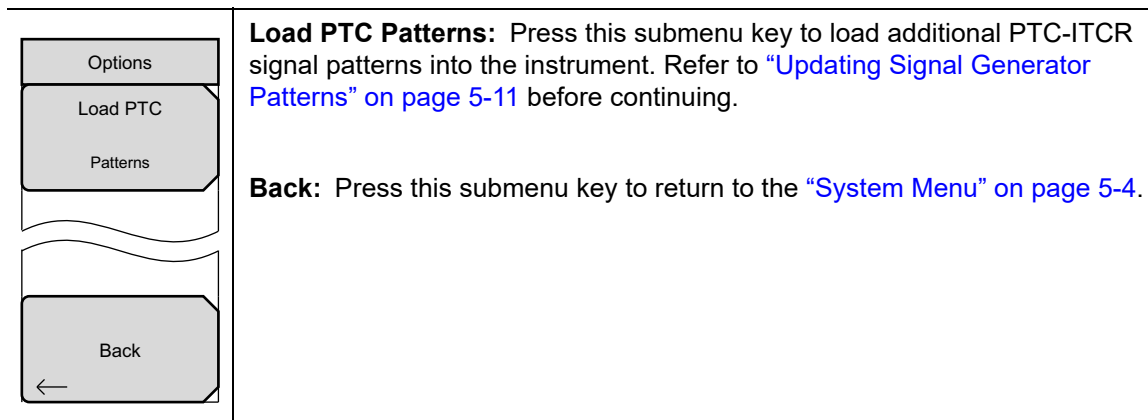 Options
Load PTC
Patterns
Back
Load PTC Patterns: Press this submenu key to load additional PTC-ITCR
signal patterns into the instrument. Refer to “Updating Signal Generator
Patterns” on page 5-11 before continuing.
Back: Press this submenu key to return to the “System Menu” on page 5-4.